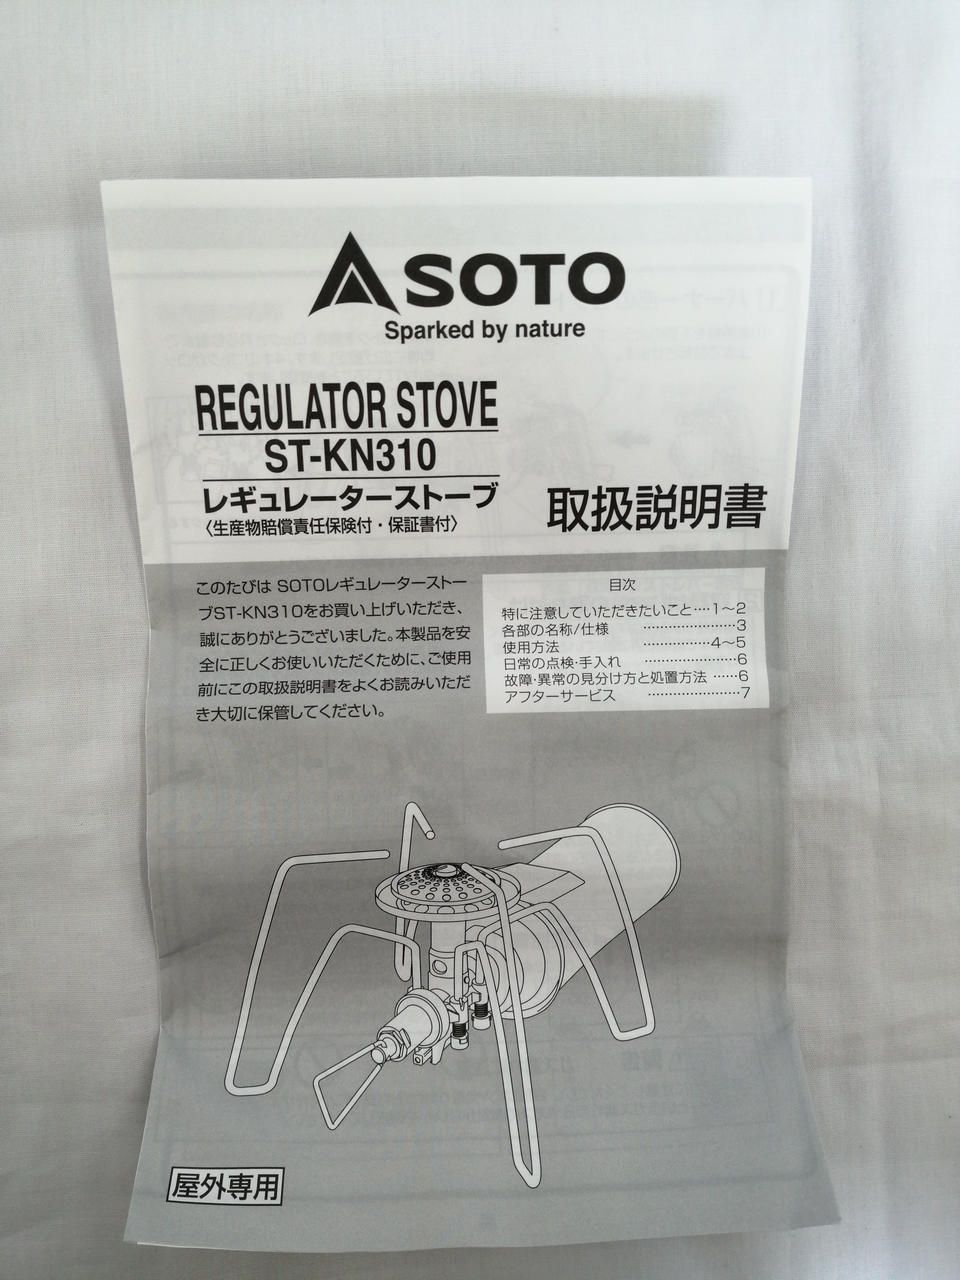 SOTO
Sparked by nature
REGULATOR STOVE
ST-KN310
レギュレーターストーブ
〈生産物賠償責任保険付・保証書付〉
取扱説明書
このたびは SOTOレギュレーターストー
ブST-KN310をお買い上げいただき、
誠にありがとうございました。本製品を安
全に正しくお使いいただくために、ご使用
前にこの取扱説明書をよくお読みいただ
き大切に保管してください。
目次
特に注意していただきたいこと‥‥1〜2
各部の名称/仕様 ‥‥‥‥‥‥‥‥3
使用方法 ‥‥‥‥‥‥‥‥4〜5
日常の点検・手入れ ‥‥‥‥‥‥‥‥6
故障・異常の見分け方と処置方法 ‥‥‥6
アフターサービス ‥‥‥‥‥‥‥‥7
屋外専用